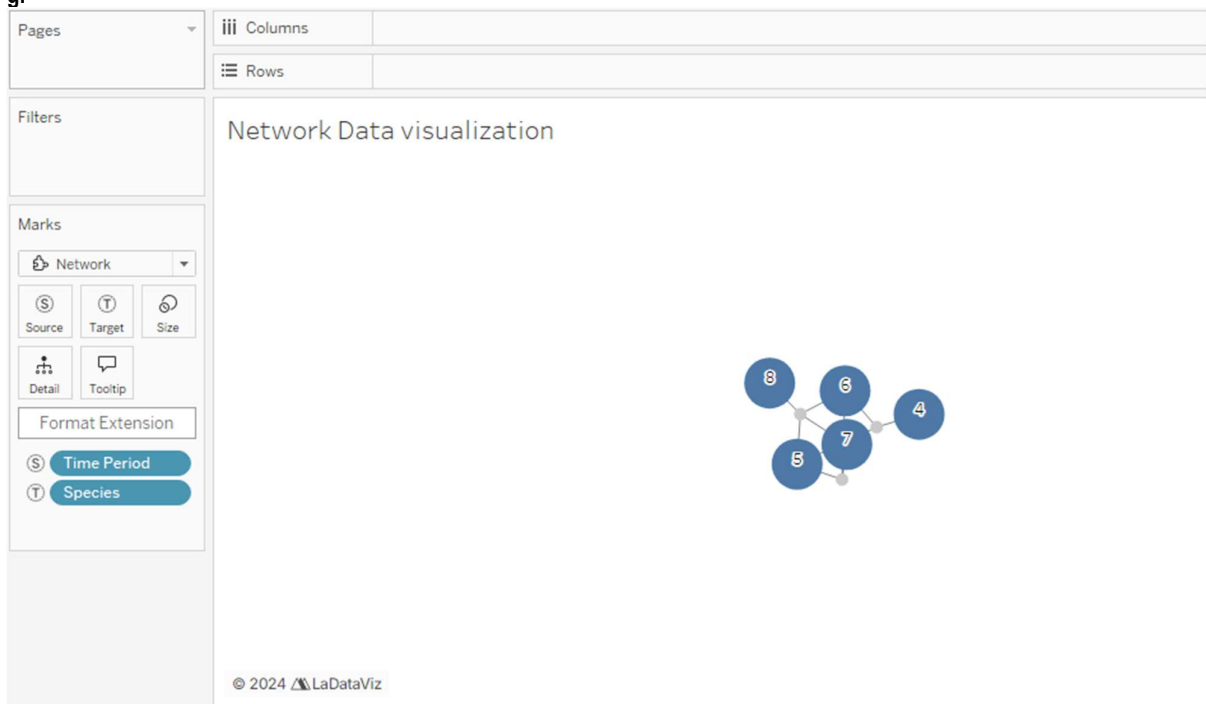 g.
Pages
Columns
Rows
Filters
Network Data visualization
Marks
Network
S T
Source Target Size
Detail Tooltip
Format Extension
S Time Period
T Species
8 6 4
7
5
© 2024 LaDataViz